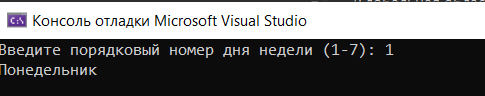 Консоль отладки Microsoft Visual Studio
Введите порядковый номер дня недели (1-7): 1
Понедельник